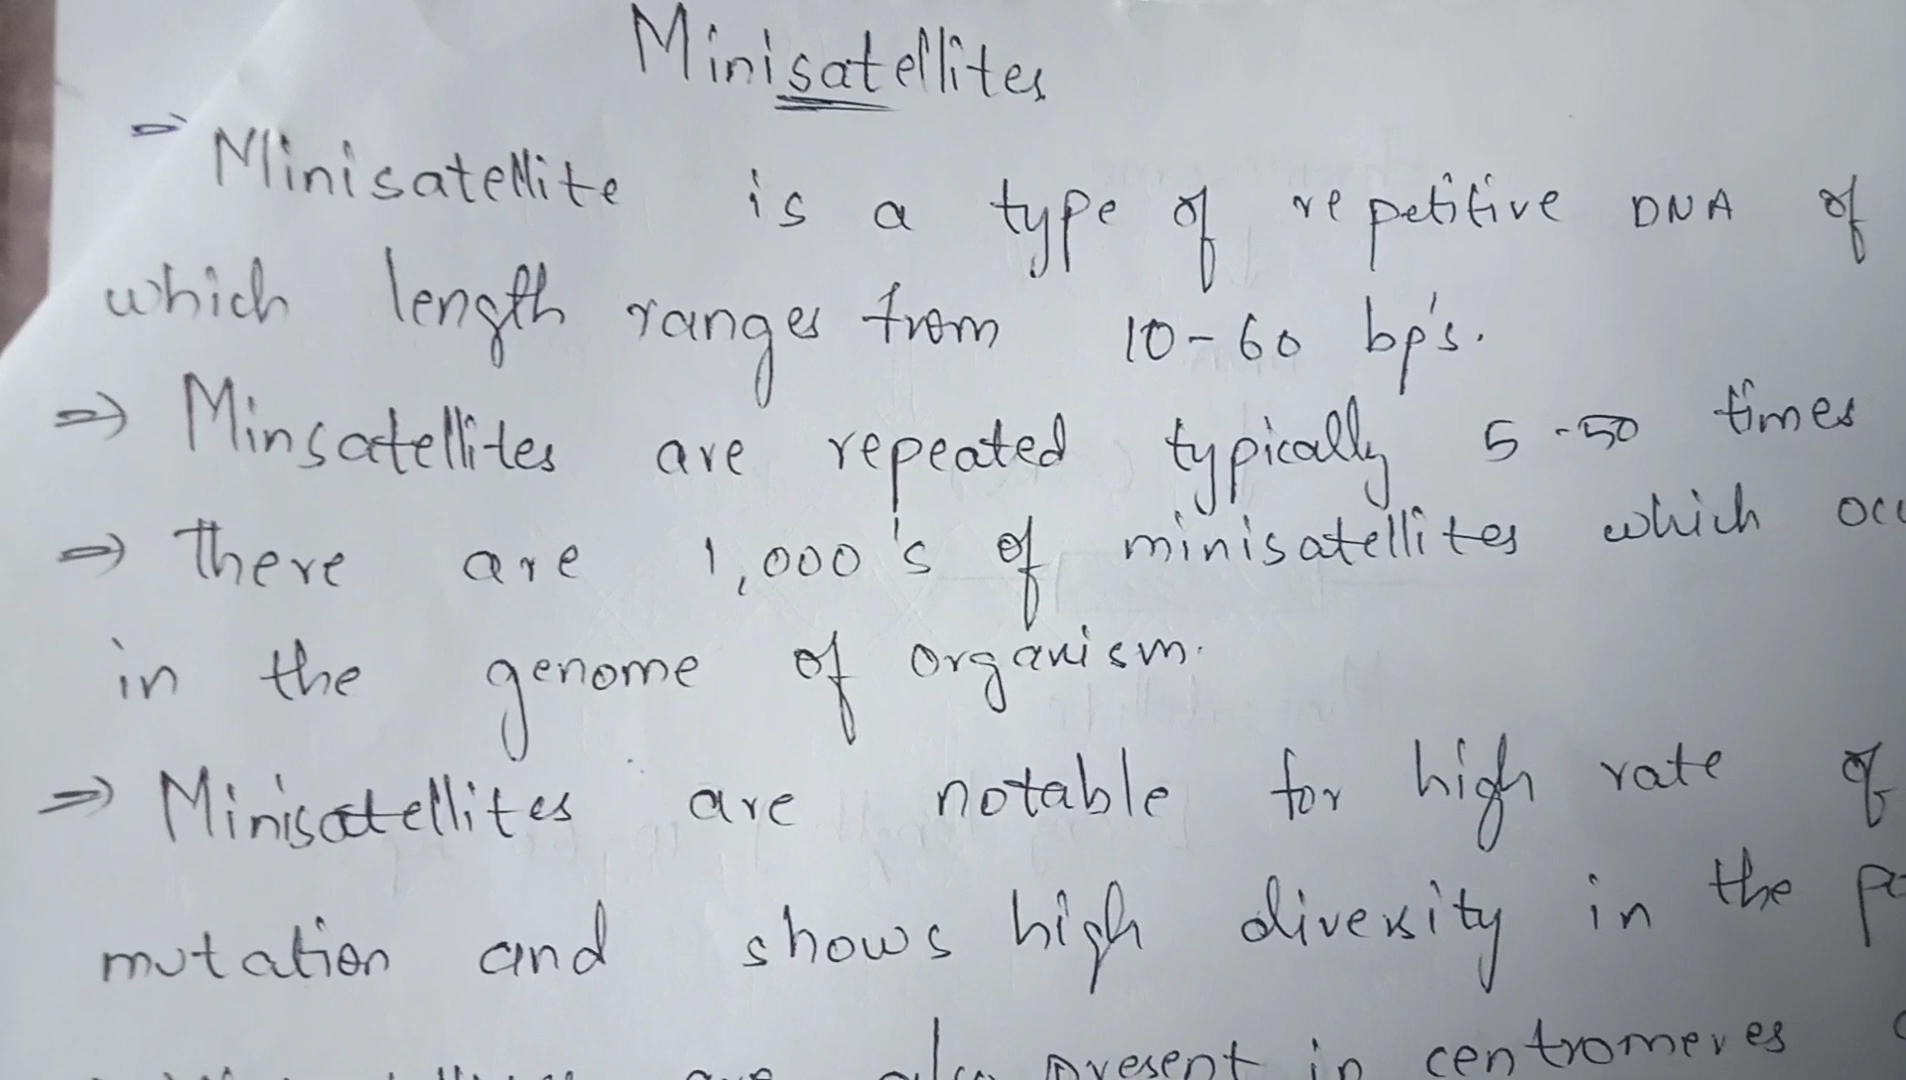 Minisatellites
⇒ Minisatellite is a type of repetitive DNA of
which length ranges from 10-60 bp's.
⇒ Minsatellites are repeated typically 5-50 times
⇒ there are 1,000's of minisatellites which
in the genome of organism.
⇒ Minisatellites are notable for high rate of
mutation and shows high diversity in the
also present in centromeres